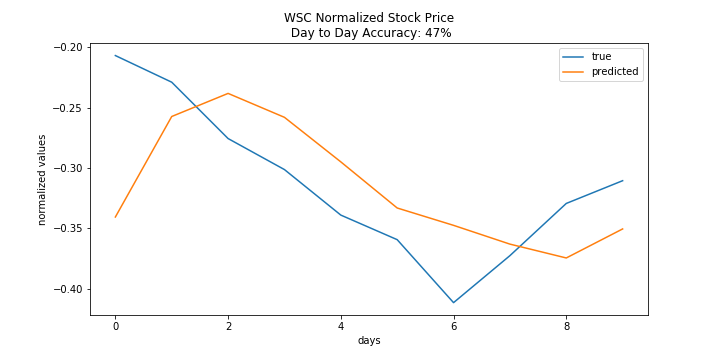 WSC Normalized Stock Price
Day to Day Accuracy: 47%
true
predicted
normalized values
−0.20
−0.25
−0.30
−0.35
−0.40
0 2 4 6 8
days